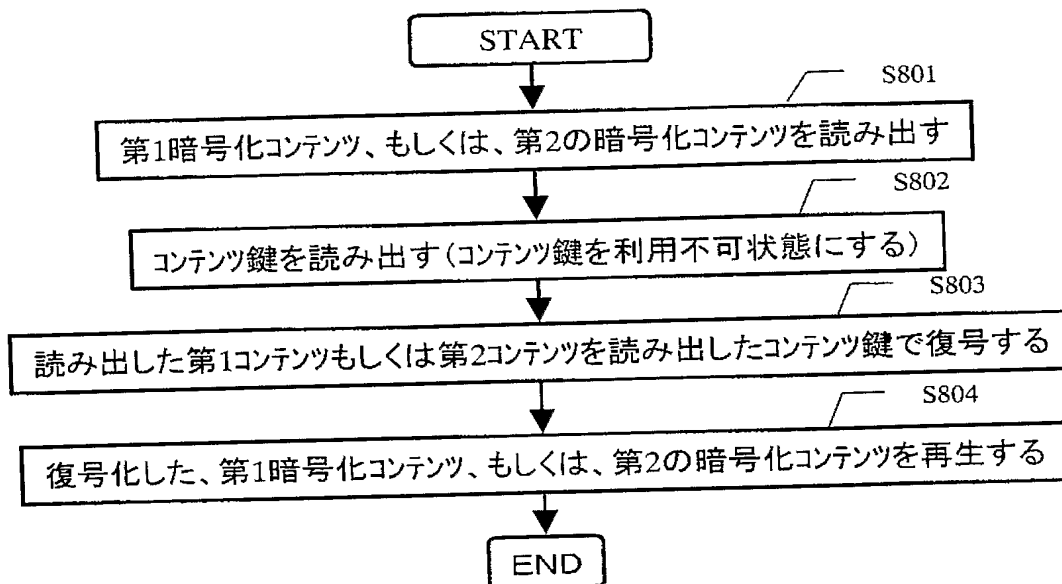 START
S801
第1暗号化コンテンツ、もしくは、第2の暗号化コンテンツを読み出す
S802
コンテンツ鍵を読み出す(コンテンツ鍵を利用不可状態にする)
S803
読み出した第1コンテンツもしくは第2コンテンツを読み出したコンテンツ鍵で復号する
S804
復号化した、第1暗号化コンテンツ、もしくは、第2の暗号化コンテンツを再生する
END